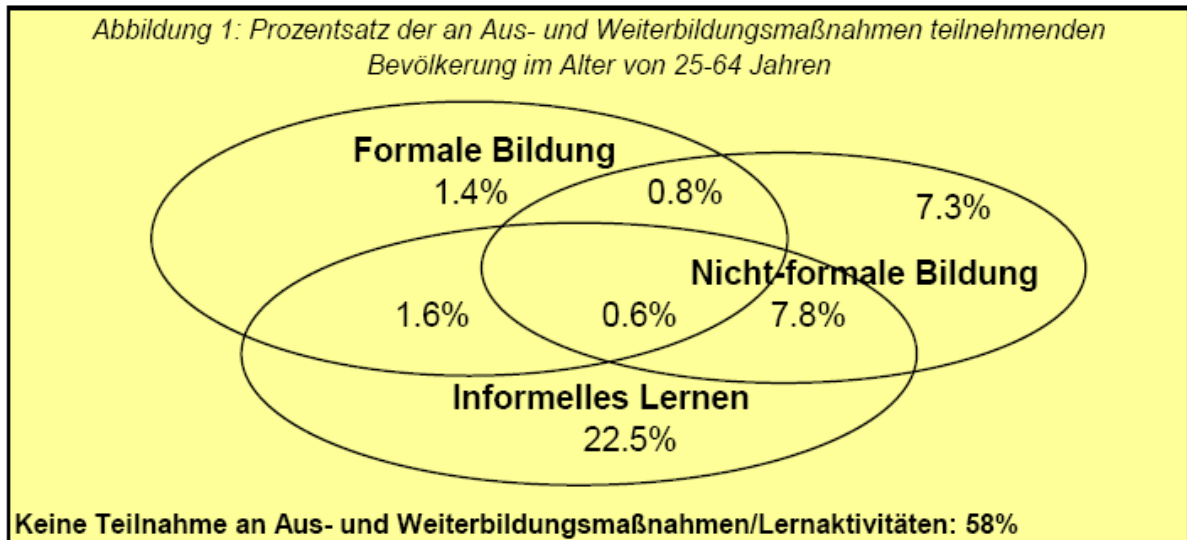 Abbildung 1: Prozentsatz der an Aus- und Weiterbildungsmaßnahmen teilnehmenden
Bevölkerung im Alter von 25-64 Jahren
Formale Bildung
1.4%
0.8%
7.3%
Nicht-formale Bildung
1.6%
0.6%
7.8%
Informelles Lernen
22.5%
Keine Teilnahme an Aus- und Weiterbildungsmaßnahmen/Lernaktivitäten: 58%